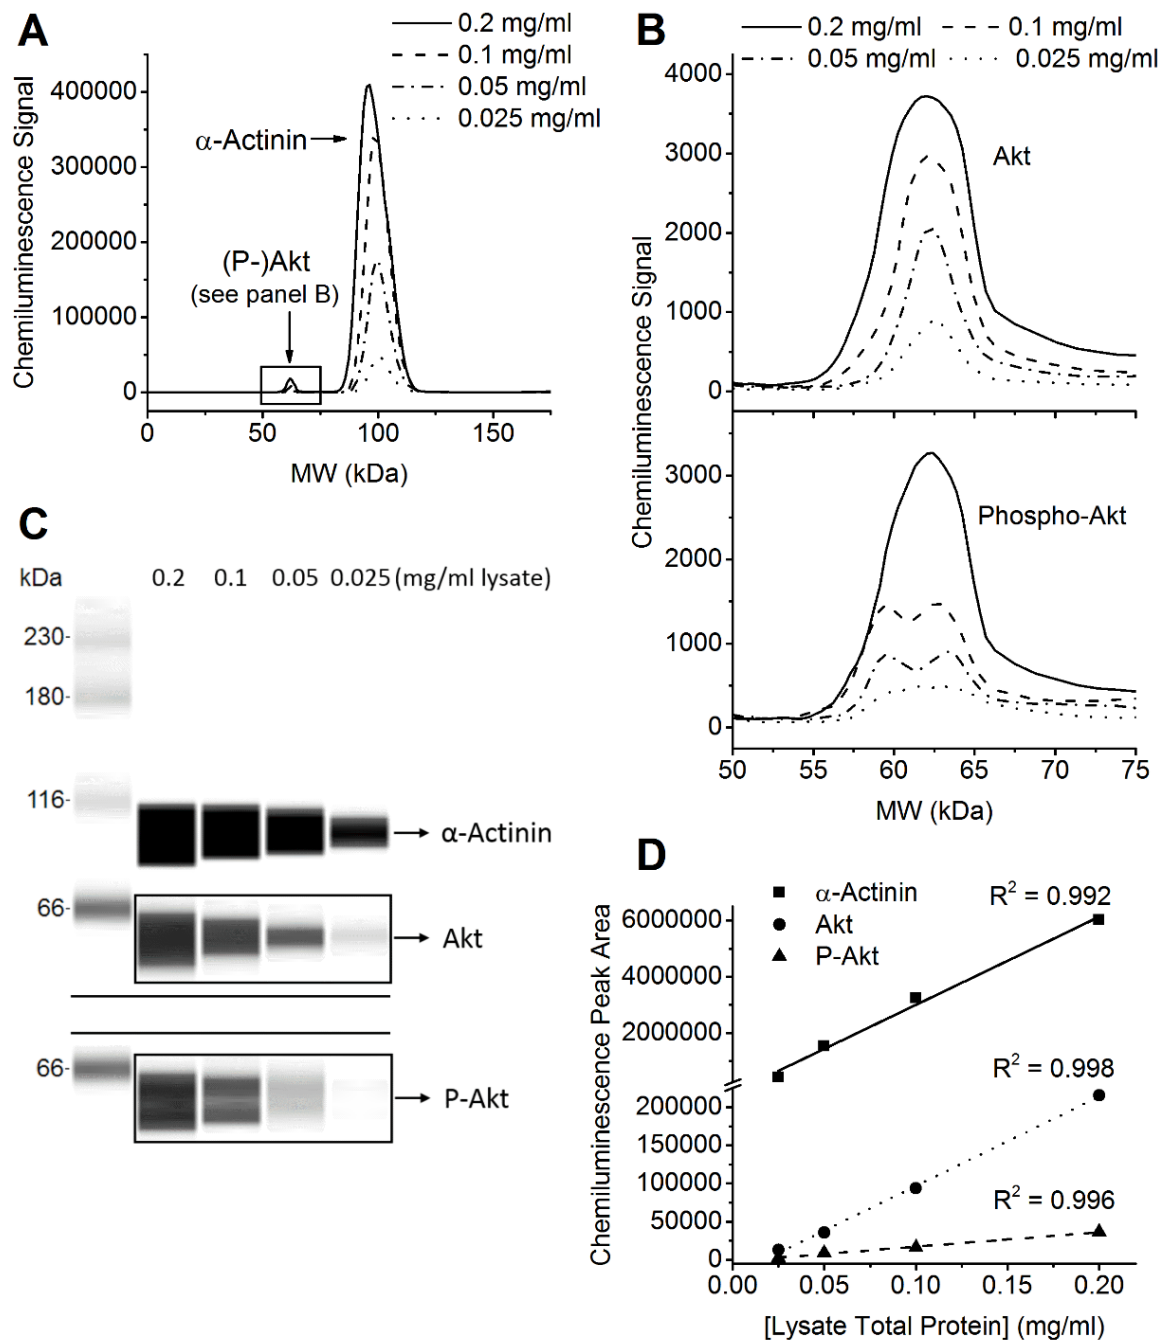 A
0.2 mg/ml
0.1 mg/ml
0.05 mg/ml
0.025 mg/ml
Chemiluminescence Signal
400000
300000
200000
100000
0
α-Actinin
(P-)Akt
(see panel B)
0 50 100 150
MW (kDa)
B
0.2 mg/ml 0.1 mg/ml
0.05 mg/ml 0.025 mg/ml
Chemiluminescence Signal
4000
3000
2000
1000
0
Akt
3000
2000
1000
0
Phospho-Akt
50 55 60 65 70 75
MW (kDa)
C
kDa 0.2 0.1 0.05 0.025 (mg/ml lysate)
230-
180-
116-
α-Actinin
66-
Akt
66-
P-Akt
D
α-Actinin
Akt
P-Akt
R² = 0.992
R² = 0.998
R² = 0.996
Chemiluminescence Peak Area
6000000
4000000
2000000
200000
150000
100000
50000
0
0.00 0.05 0.10 0.15 0.20
[Lysate Total Protein] (mg/ml)